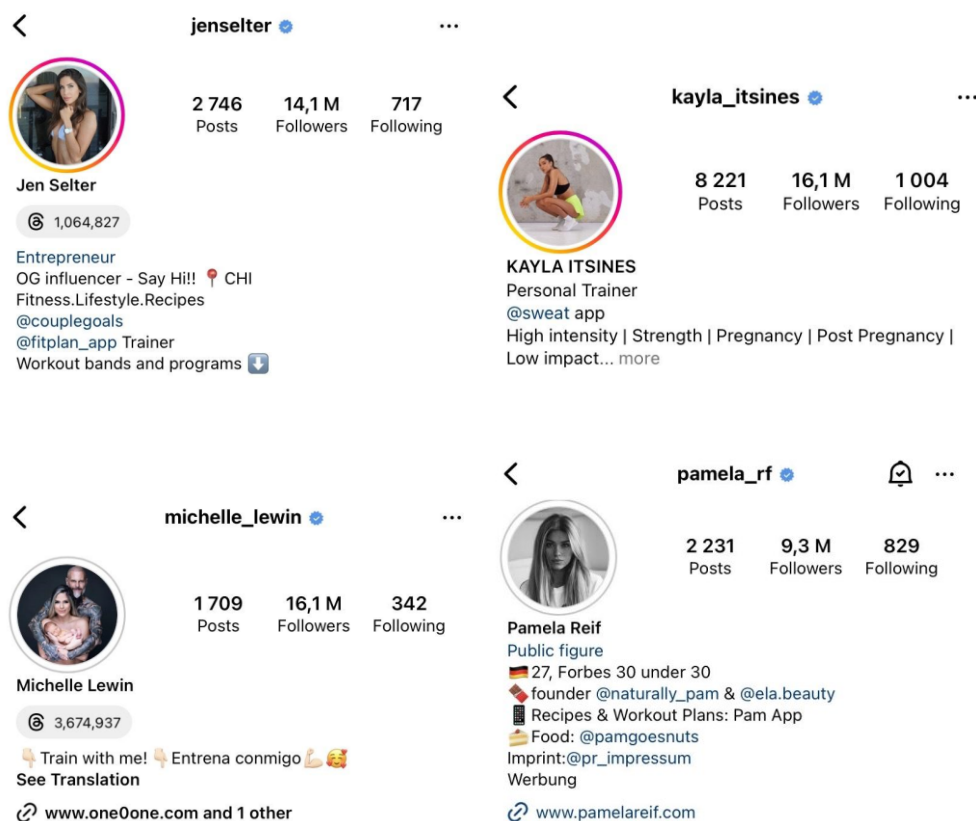 jenselter
2 746 14,1 M 717
Posts Followers Following
Jen Selter
1,064,827
Entrepreneur
OG influencer - Say Hi!! 📍 CHI
Fitness.Lifestyle.Recipes
@couplegoals
@fitplan_app Trainer
Workout bands and programs ⬇️
kayla_itsines
8 221 16,1 M 1 004
Posts Followers Following
KAYLA ITSINES
Personal Trainer
@sweat app
High intensity | Strength | Pregnancy | Post Pregnancy |
Low impact... more
michelle_lewin
1 709 16,1 M 342
Posts Followers Following
Michelle Lewin
3,674,937
👇🏻Train with me! 👇🏻Entrena conmigo💪🏻🥰
See Translation
www.one0one.com and 1 other
pamela_rf
2 231 9,3 M 829
Posts Followers Following
Pamela Reif
Public figure
🇩🇪27, Forbes 30 under 30
🍫founder @naturally_pam & @ela.beauty
📱Recipes & Workout Plans: Pam App
🍰Food: @pamgoesnuts
Imprint:@pr_impressum
Werbung
www.pamelareif.com